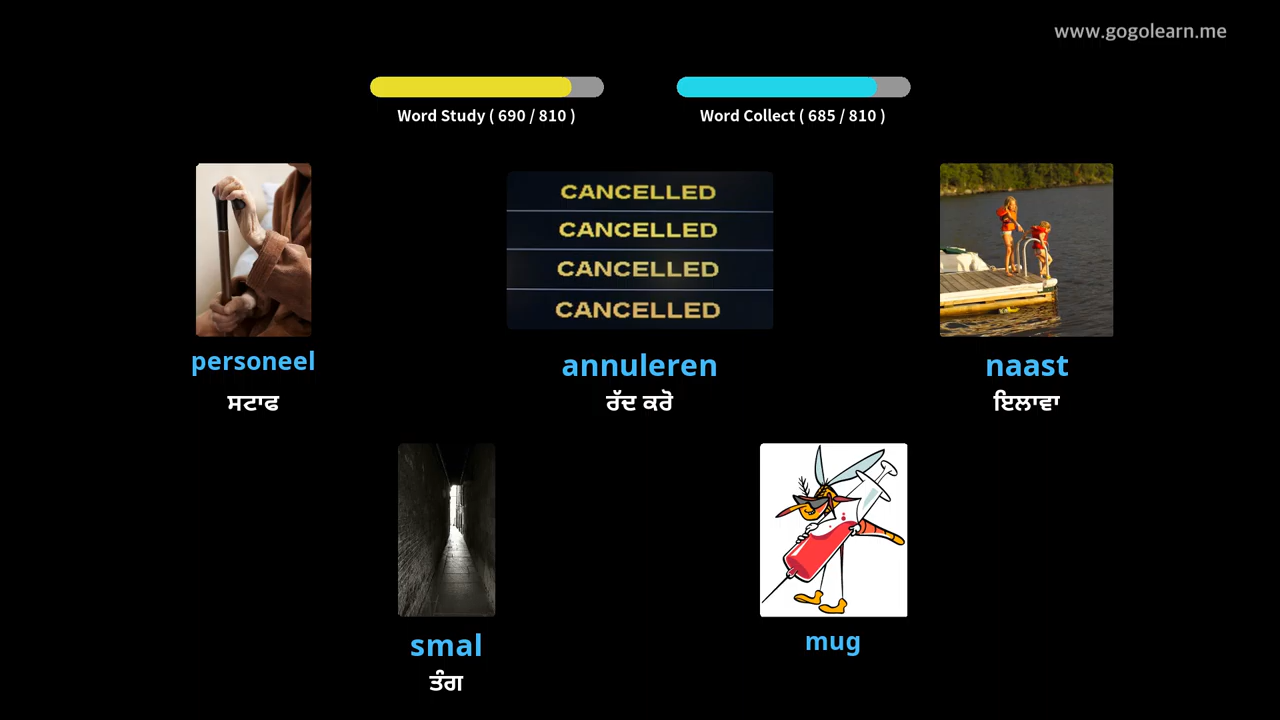 www.gogolearn.me
Word Study ( 690 / 810 )
Word Collect ( 685 / 810 )
CANCELLED
CANCELLED
CANCELLED
CANCELLED
personeel
ਸਟਾਫ
annuleren
ਰੱਦ ਕਰੋ
naast
ਇਲਾਵਾ
smal
ਤੰਗ
mug